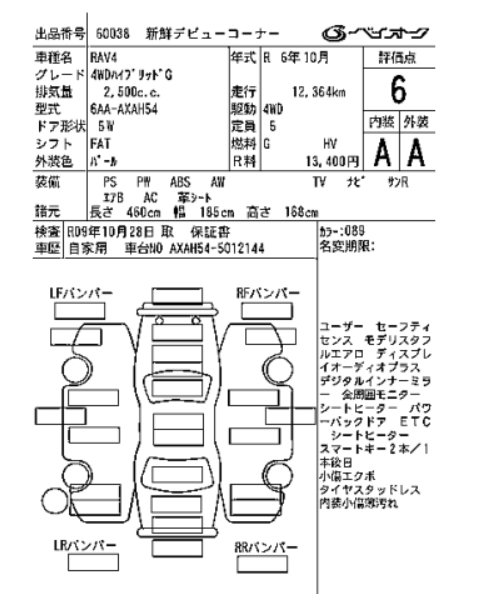 出品番号 60038 新鮮デビューコーナー ベイオーク
車種名 RAV4 年式 R 6年10月 評価点
グレード 4WDハイブリッドG
排気量 2,500c.c. 走行 12,364km 6
型式 6AA-AXAH54 駆動 4WD
ドア形状 5W 定員 5 内装 外装
シフト FAT 燃料 G HV
外装色 パール R料 13,400円 A A
装備 PS PW ABS AW TV ナビ サンR
エアB AC 革シート
諸元 長さ 460cm 幅 185cm 高さ 168cm
検査 R09年10月28日 取 保証書 カラー:089
車歴 自家用 車台NO AXAH54-5012144 名変期限:
LFバンパー RFバンパー
ユーザー セーフティ
センス モデリスタフ
ルエアロ ディスプレ
イオーディオプラス
デジタルインナーミラ
ー 全周囲モニター
シートヒーター パワ
ーバックドア ETC
シートヒーター
スマートキー2本/1
本後日
小傷エクボ
タイヤスタッドレス
内装小傷薄汚れ
LRバンパー RRバンパー